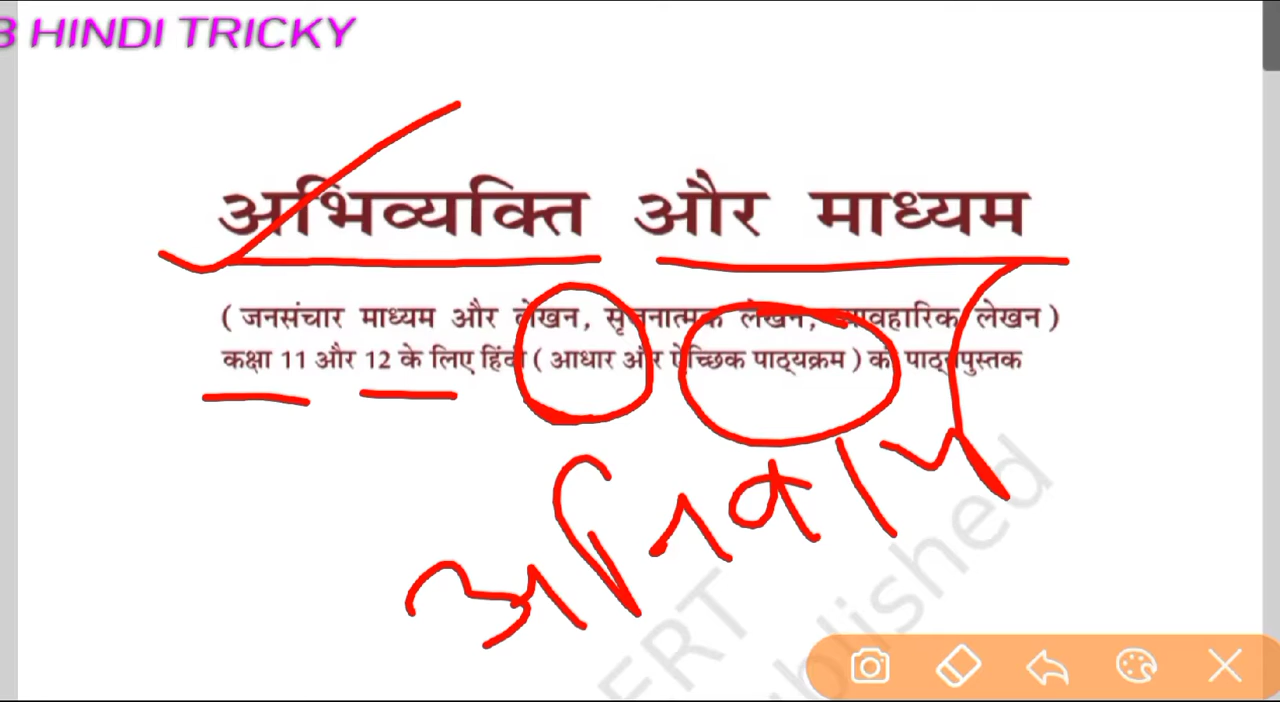 B HINDI TRICKY
अभिव्यक्ति और माध्यम
( जनसंचार माध्यम और लेखन, सृजनात्मक लेखन, व्यावहारिक लेखन )
कक्षा 11 और 12 के लिए हिंदी ( आधार और ऐच्छिक पाठ्यक्रम ) की पाठ्यपुस्तक
अनिवार्य